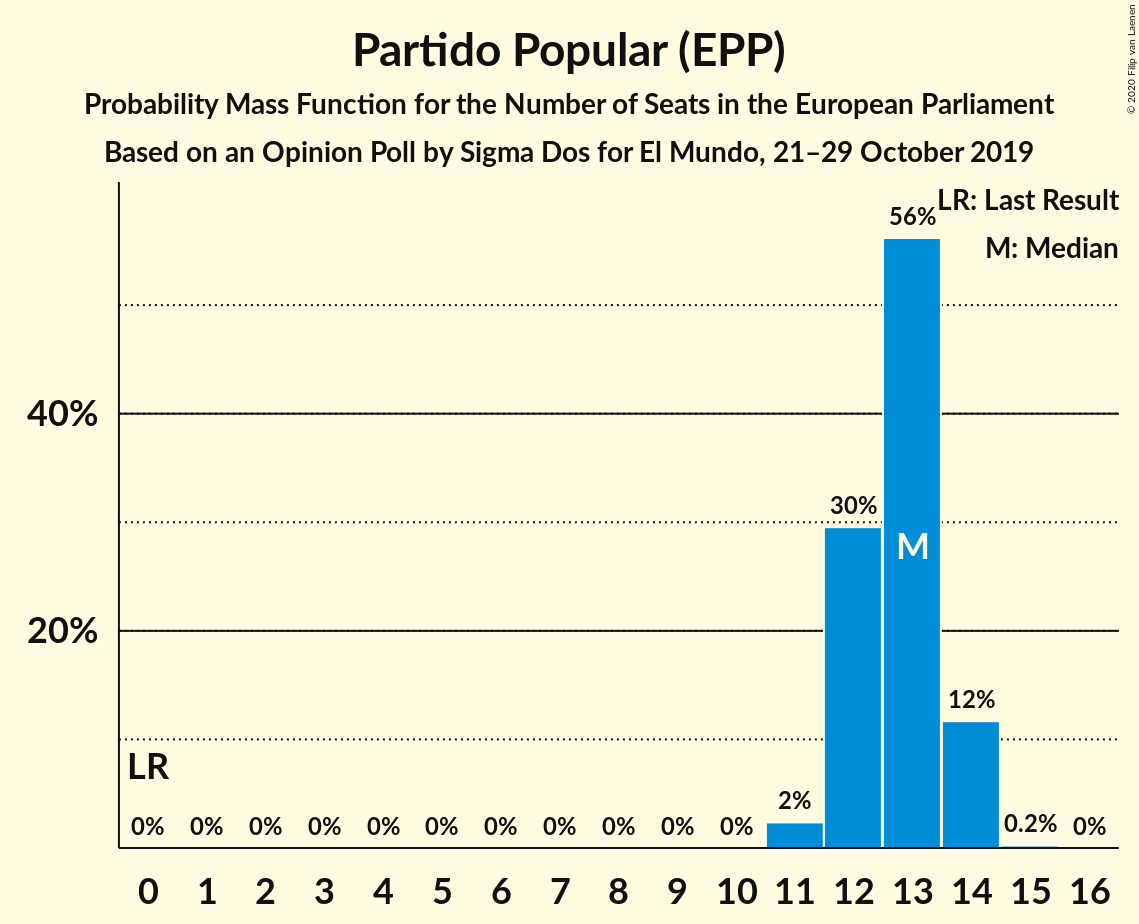 Partido Popular (EPP)
Probability Mass Function for the Number of Seats in the European Parliament
Based on an Opinion Poll by Sigma Dos for El Mundo, 21–29 October 2019
© 2020 Filip van Laenen
LR: Last Result
M: Median
56%
40%
30%
M
20%
12%
LR
2%
0% 0% 0% 0% 0% 0% 0% 0% 0% 0% 0% 0.2% 0%
0 1 2 3 4 5 6 7 8 9 10 11 12 13 14 15 16